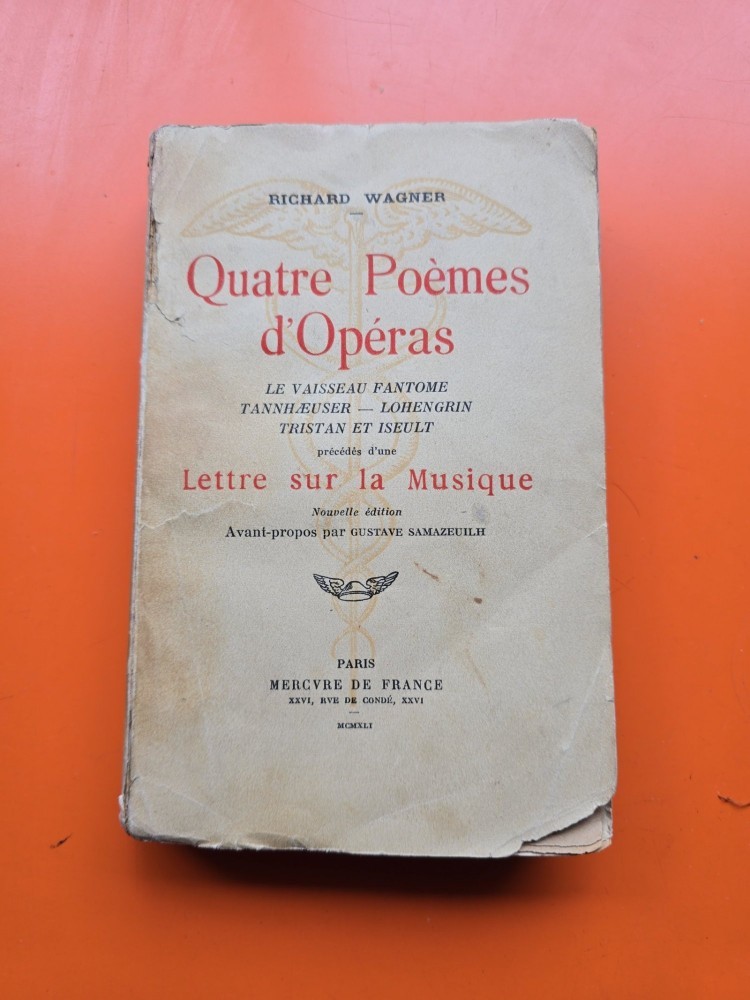 RICHARD WAGNER
Quatre Poèmes
d'Opéras
LE VAISSEAU FANTOME
TANNHÆUSER — LOHENGRIN
TRISTAN ET ISEULT
précédés d'une
Lettre sur la Musique
Nouvelle édition
Avant-propos par GUSTAVE SAMAZEUILH
PARIS
MERCVRE DE FRANCE
XXVI, RVE DE CONDÉ, XXVI
MCMXLI